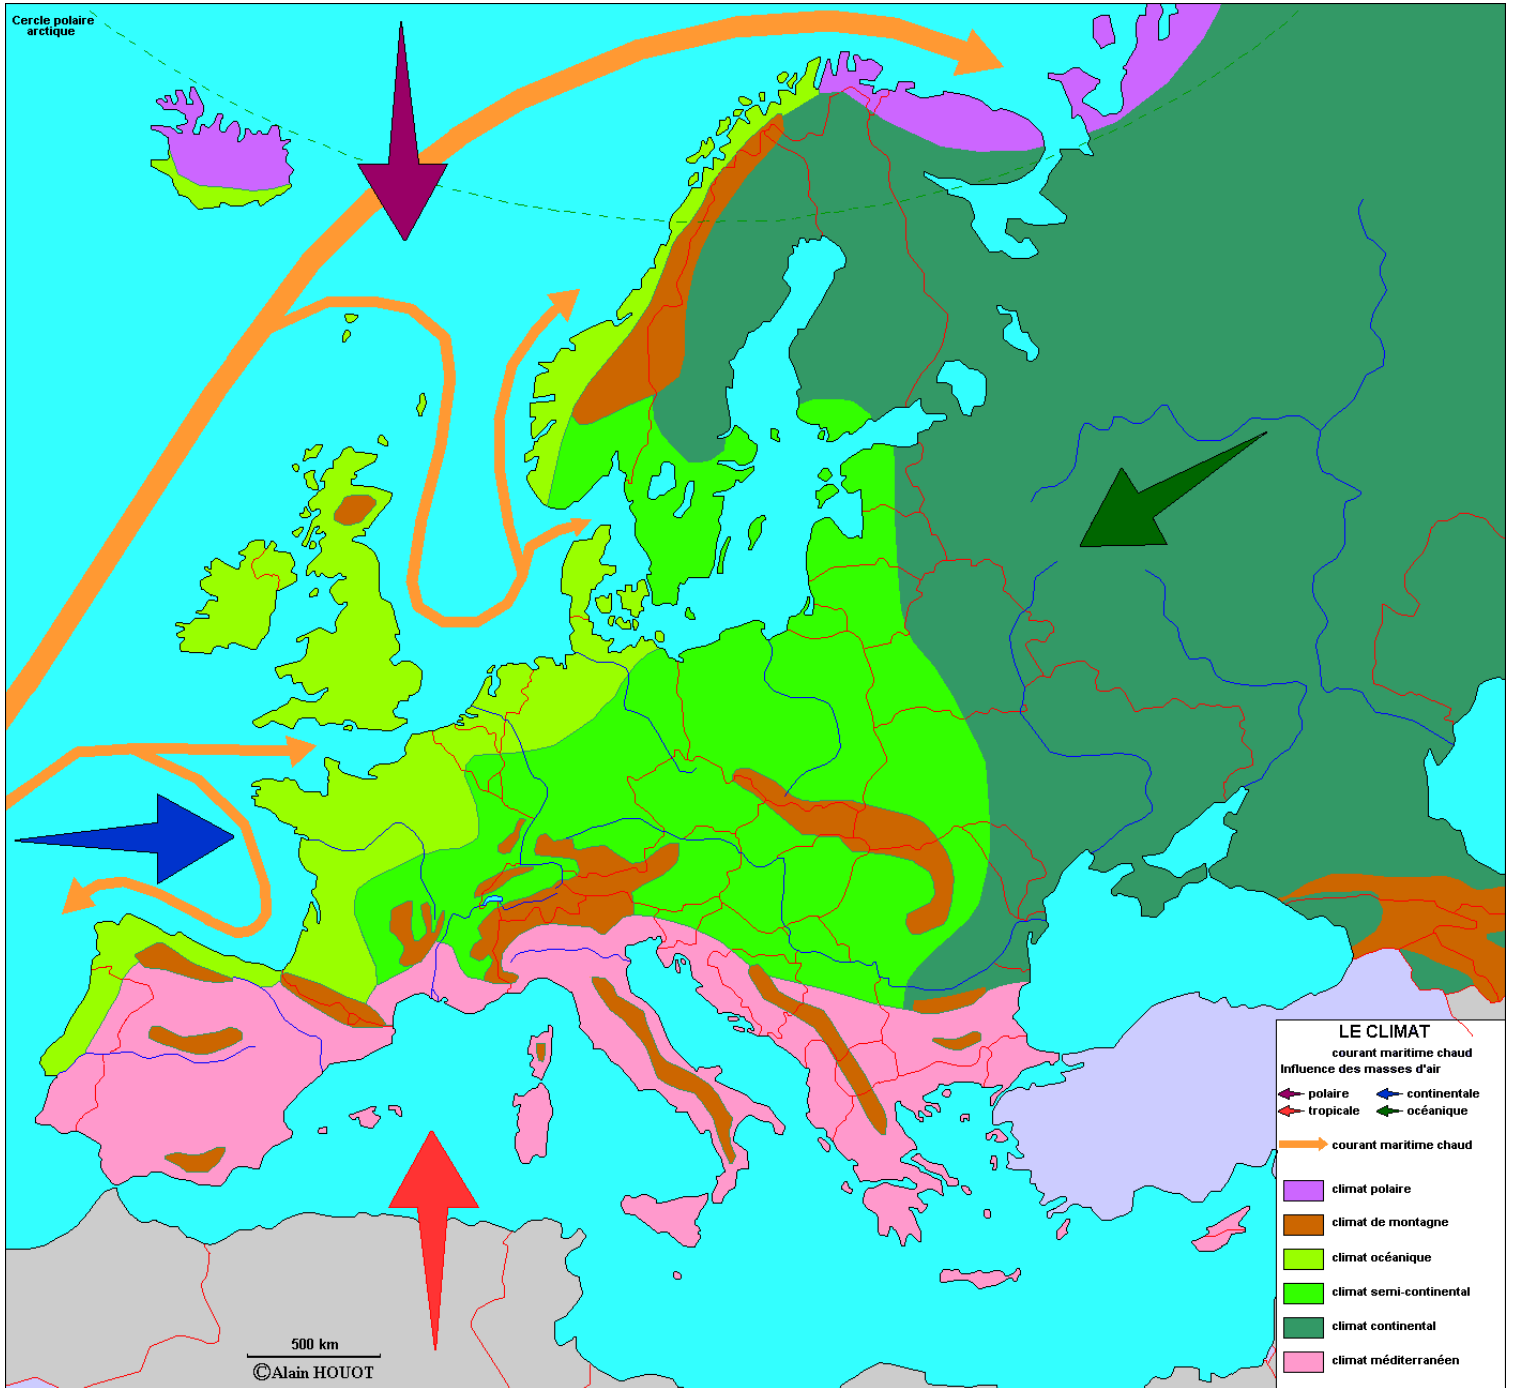 Cercle polaire
arctique
LE CLIMAT
courant maritime chaud
Influence des masses d'air
polaire
continentale
tropicale
océanique
courant maritime chaud
climat polaire
climat de montagne
climat océanique
climat semi-continental
climat continental
climat méditerranéen
500 km
©Alain HOUOT